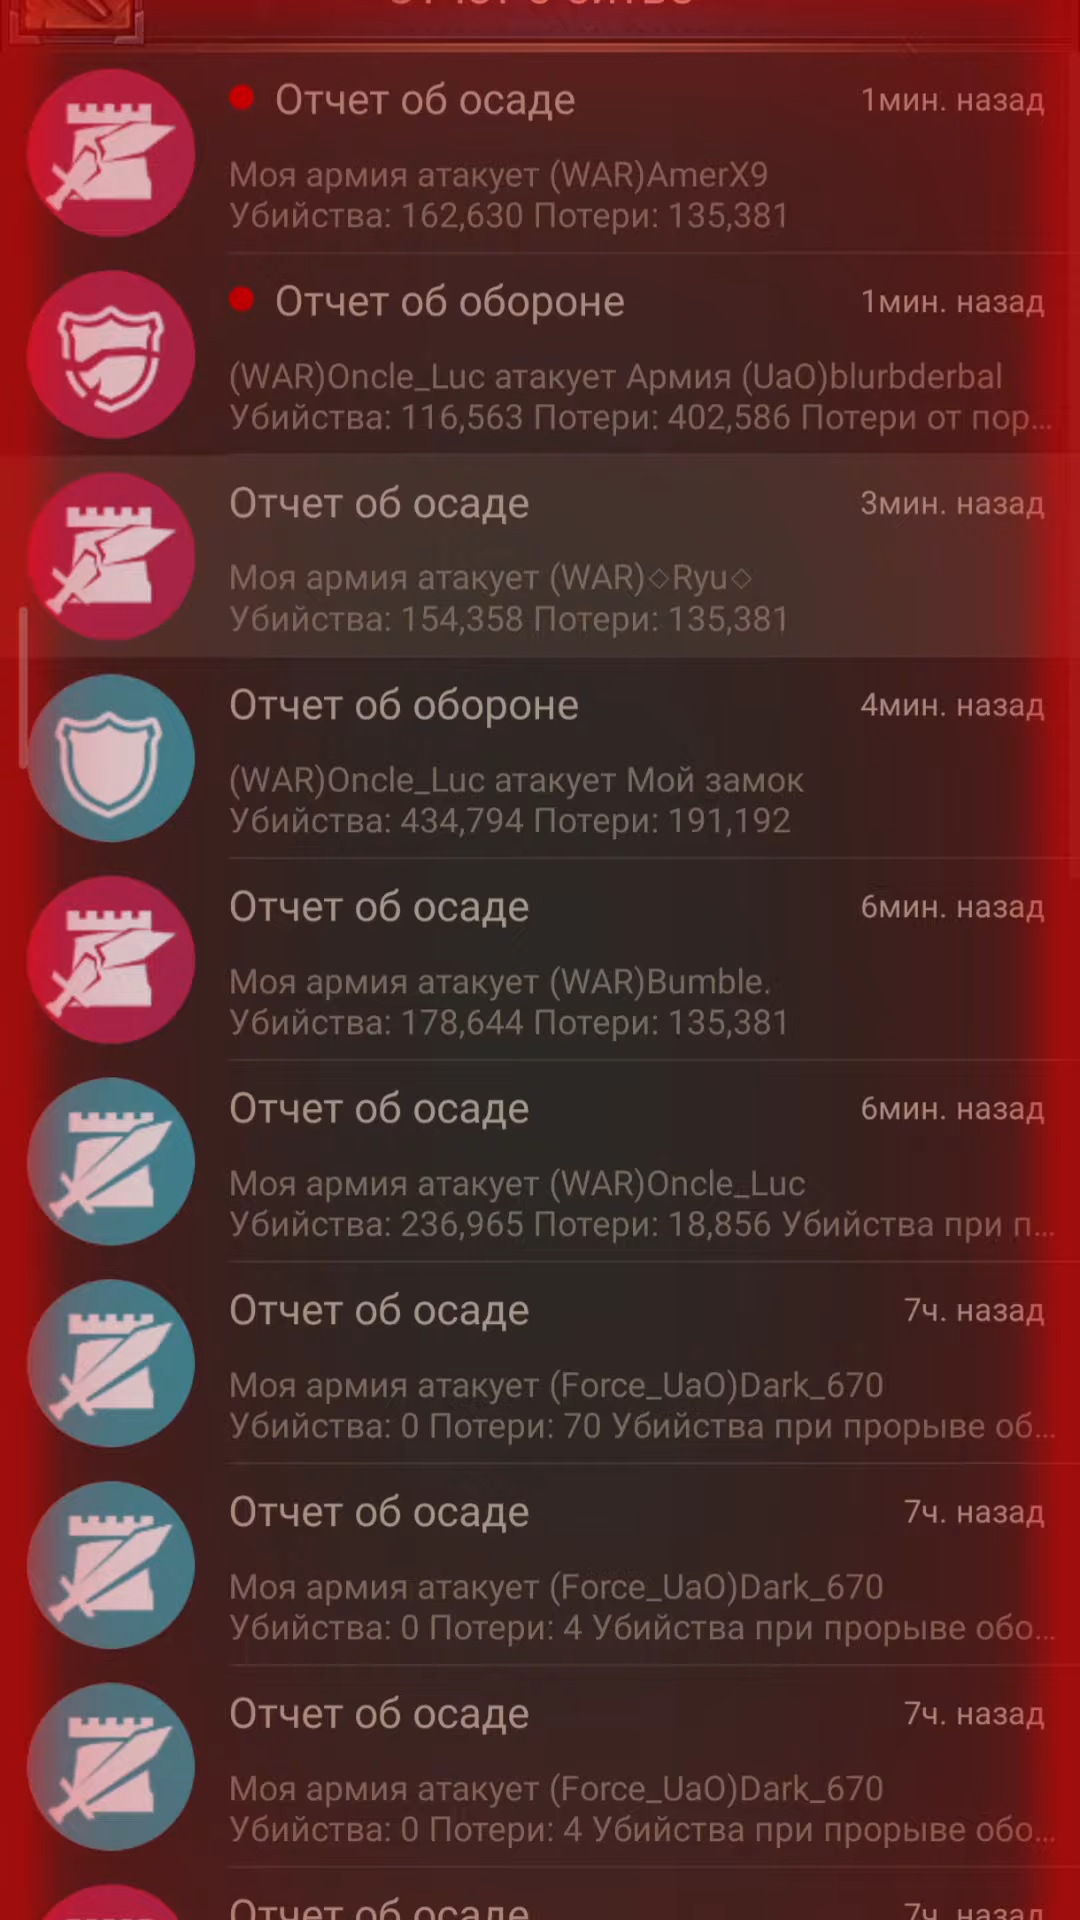 Отчет об осаде
1мин. назад
Моя армия атакует (WAR)AmerX9
Убийства: 162,630 Потери: 135,381
Отчет об обороне
1мин. назад
(WAR)Oncle_Luc атакует Армия (UaO)blurbderbal
Убийства: 116,563 Потери: 402,586 Потери от пор...
Отчет об осаде
3мин. назад
Моя армия атакует (WAR)◇Ryu◇
Убийства: 154,358 Потери: 135,381
Отчет об обороне
4мин. назад
(WAR)Oncle_Luc атакует Мой замок
Убийства: 434,794 Потери: 191,192
Отчет об осаде
6мин. назад
Моя армия атакует (WAR)Bumble.
Убийства: 178,644 Потери: 135,381
Отчет об осаде
6мин. назад
Моя армия атакует (WAR)Oncle_Luc
Убийства: 236,965 Потери: 18,856 Убийства при п...
Отчет об осаде
7ч. назад
Моя армия атакует (Force_UaO)Dark_670
Убийства: 0 Потери: 70 Убийства при прорыве об...
Отчет об осаде
7ч. назад
Моя армия атакует (Force_UaO)Dark_670
Убийства: 0 Потери: 4 Убийства при прорыве обо...
Отчет об осаде
7ч. назад
Моя армия атакует (Force_UaO)Dark_670
Убийства: 0 Потери: 4 Убийства при прорыве обо...
Отчет об осаде
7ч. назад